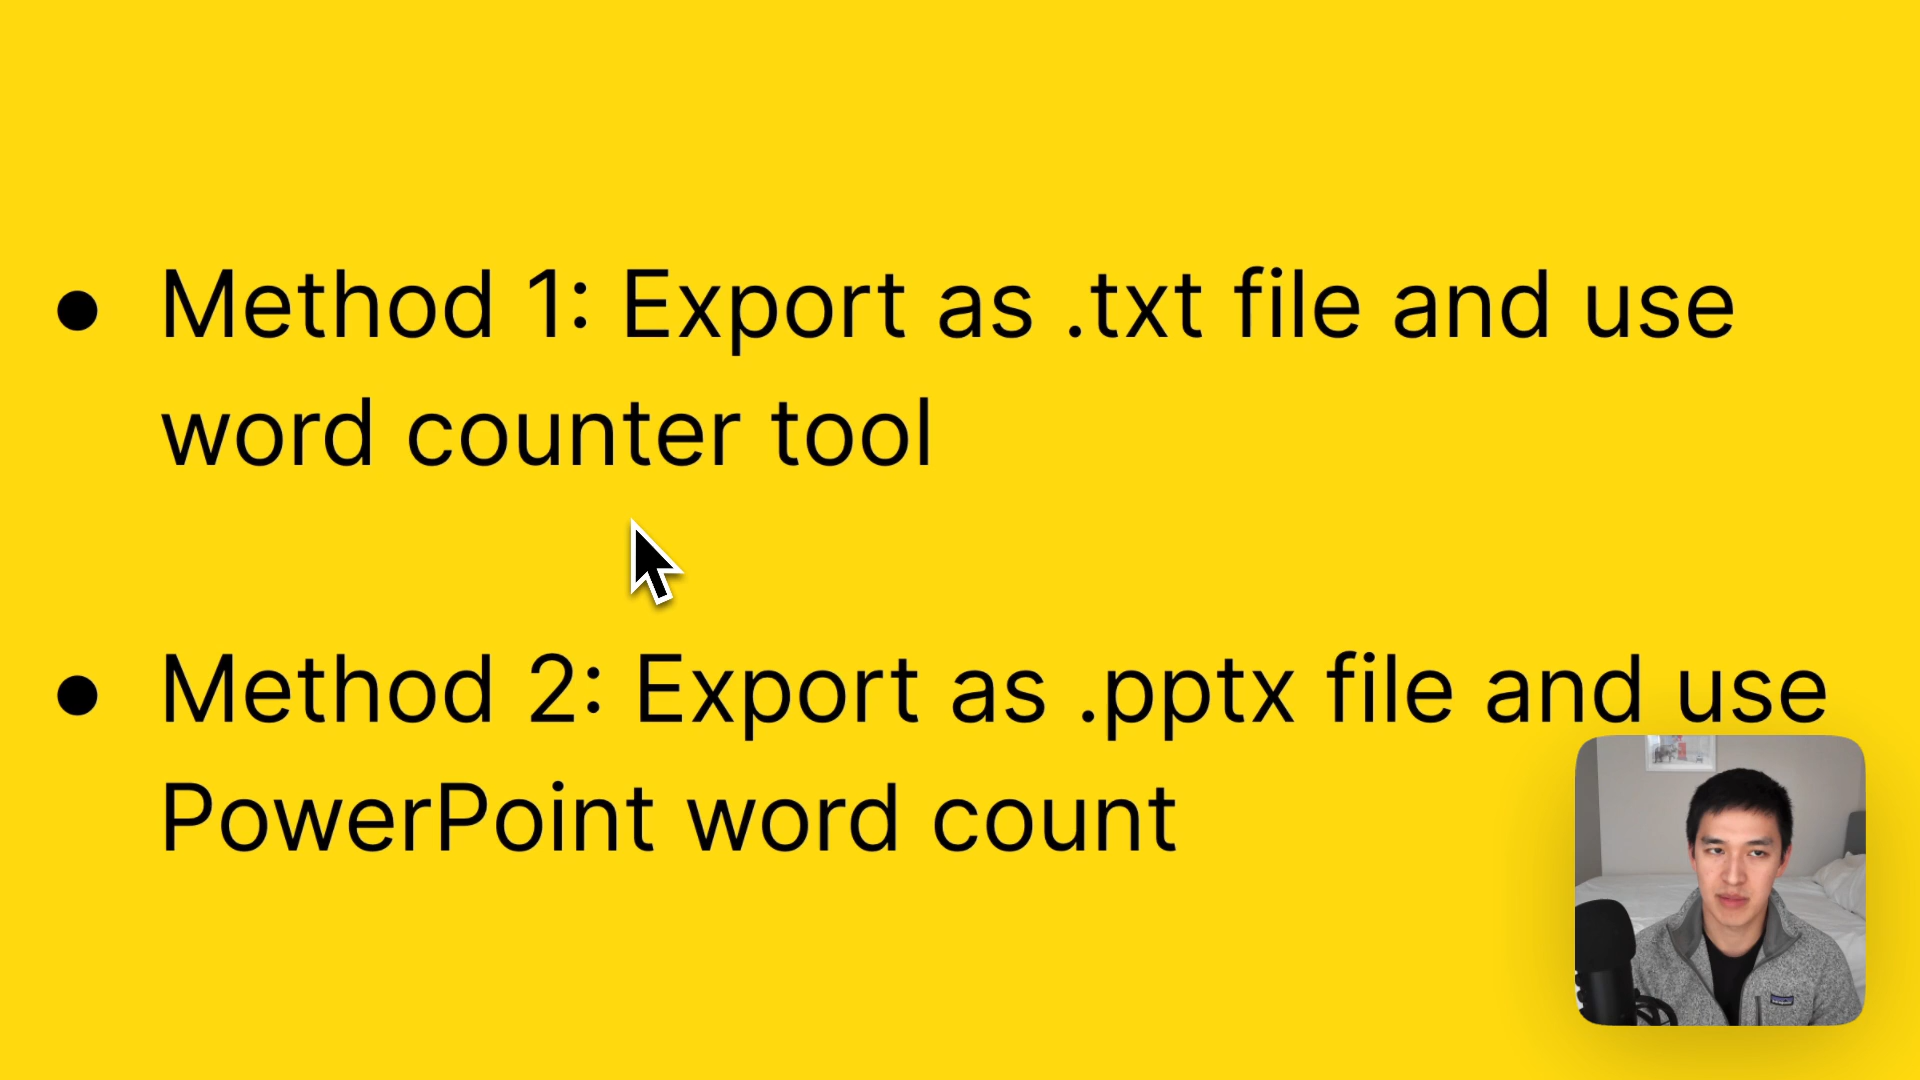 ● Method 1: Export as .txt file and use
word counter tool
● Method 2: Export as .pptx file and use
PowerPoint word count